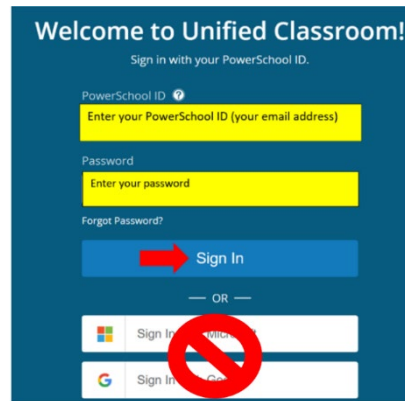 Welcome to Unified Classroom!
Sign in with your PowerSchool ID.
PowerSchool ID ?
Enter your PowerSchool ID (your email address)
Password
Enter your password
Forgot Password?
Sign In
— OR —
Sign In
G Sign In